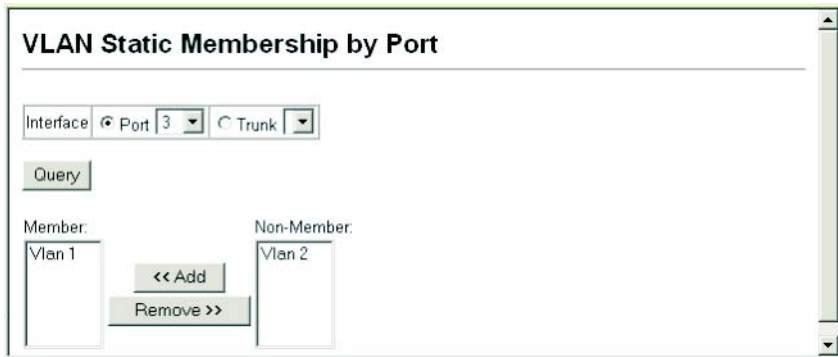 VLAN Static Membership by Port
Interface Port 3 Trunk
Query
Member: Non-Member:
Vlan 1 Vlan 2
<< Add
Remove >>